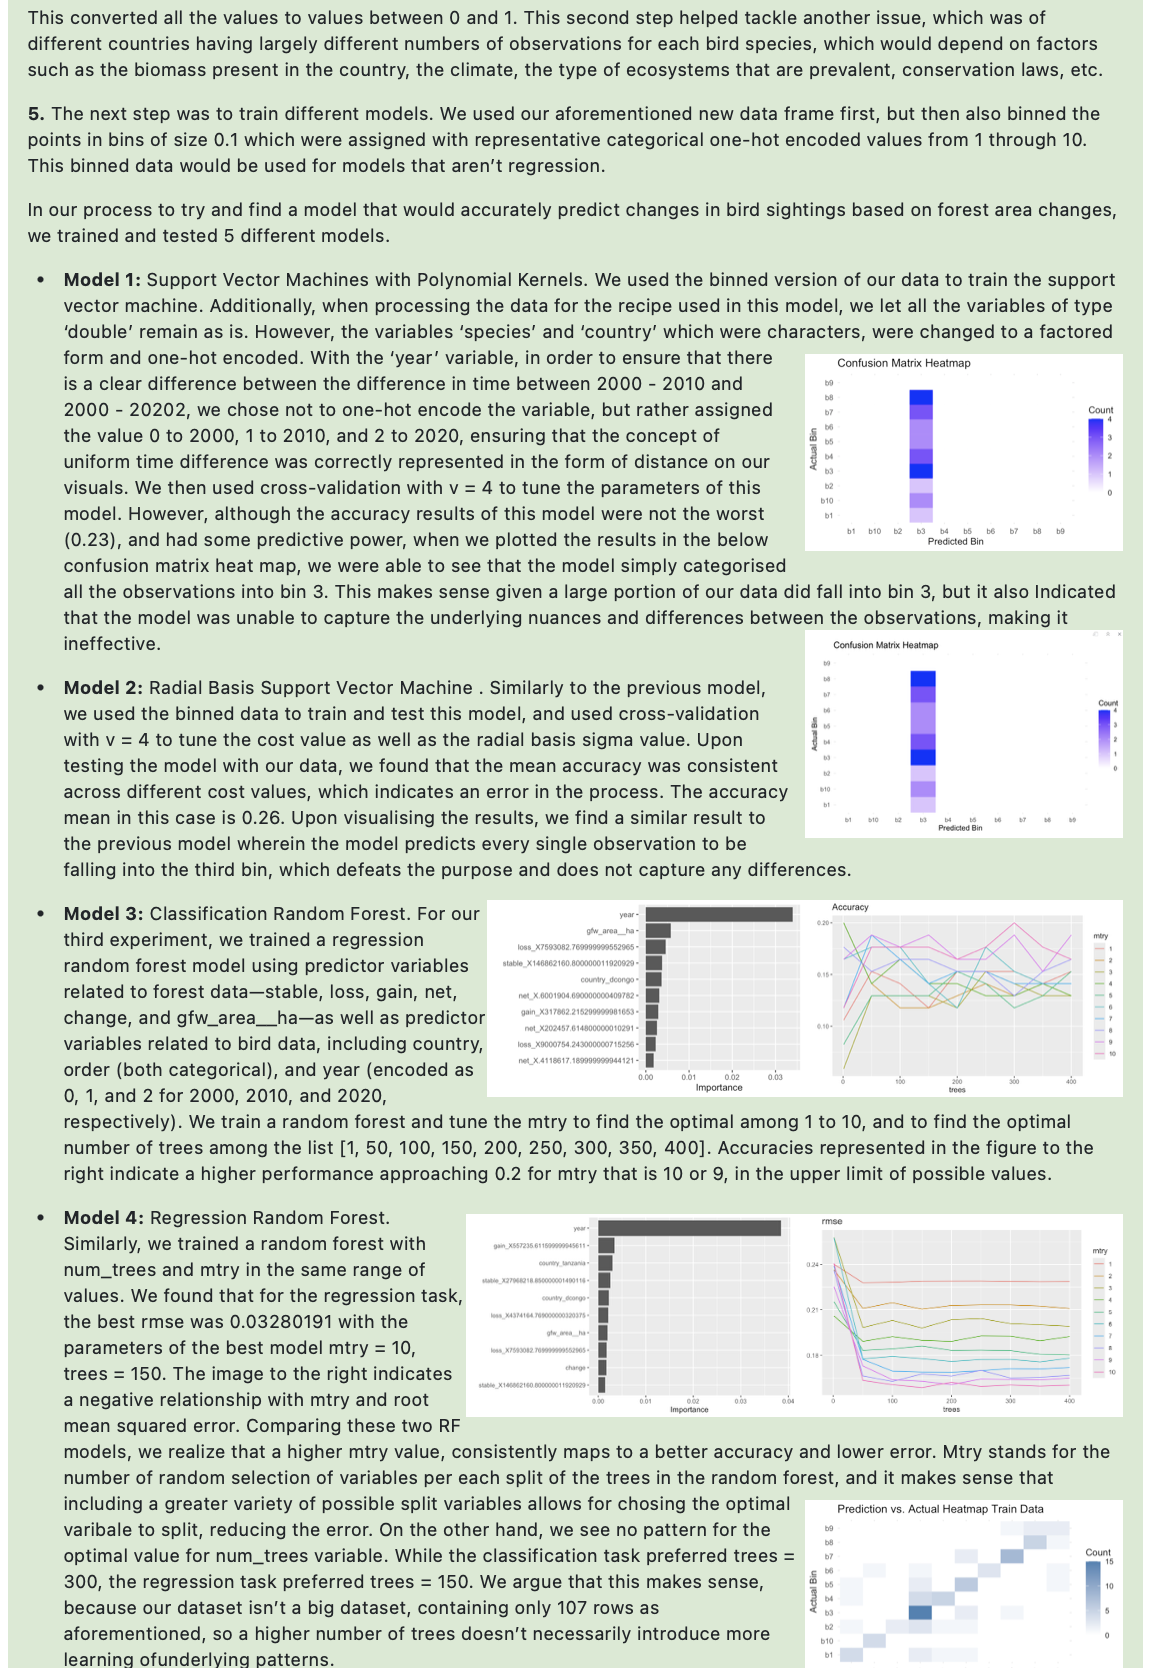 This converted all the values to values between 0 and 1. This second step helped tackle another issue, which was of
different countries having largely different numbers of observations for each bird species, which would depend on factors
such as the biomass present in the country, the climate, the type of ecosystems that are prevalent, conservation laws, etc.
5. The next step was to train different models. We used our aforementioned new data frame first, but then also binned the
points in bins of size 0.1 which were assigned with representative categorical one-hot encoded values from 1 through 10.
This binned data would be used for models that aren't regression.
In our process to try and find a model that would accurately predict changes in bird sightings based on forest area changes,
we trained and tested 5 different models.
• Model 1: Support Vector Machines with Polynomial Kernels. We used the binned version of our data to train the support
vector machine. Additionally, when processing the data for the recipe used in this model, we let all the variables of type
‘double’ remain as is. However, the variables ‘species’ and ‘country’ which were characters, were changed to a factored
form and one-hot encoded. With the ‘year’ variable, in order to ensure that there
is a clear difference between the difference in time between 2000 - 2010 and
2000 - 20202, we chose not to one-hot encode the variable, but rather assigned
the value 0 to 2000, 1 to 2010, and 2 to 2020, ensuring that the concept of
uniform time difference was correctly represented in the form of distance on our
visuals. We then used cross-validation with v = 4 to tune the parameters of this
model. However, although the accuracy results of this model were not the worst
(0.23), and had some predictive power, when we plotted the results in the below
confusion matrix heat map, we were able to see that the model simply categorised
all the observations into bin 3. This makes sense given a large portion of our data did fall into bin 3, but it also Indicated
that the model was unable to capture the underlying nuances and differences between the observations, making it
ineffective.
Confusion Matrix Heatmap
b9
b8
b7
b6
b5
b4
b3
b2
b10
b1
Actual Bin
b1 b10 b2 b3 b4 b5 b6 b7 b8 b9
Predicted Bin
Count
4
3
2
1
0
• Model 2: Radial Basis Support Vector Machine . Similarly to the previous model,
we used the binned data to train and test this model, and used cross-validation
with v = 4 to tune the cost value as well as the radial basis sigma value. Upon
testing the model with our data, we found that the mean accuracy was consistent
across different cost values, which indicates an error in the process. The accuracy
mean in this case is 0.26. Upon visualising the results, we find a similar result to
the previous model wherein the model predicts every single observation to be
falling into the third bin, which defeats the purpose and does not capture any differences.
Confusion Matrix Heatmap
b9
b8
b7
b6
b5
b4
b3
b2
b10
b1
Actual Bin
b1 b10 b2 b3 b4 b5 b6 b7 b8 b9
Predicted Bin
Count
4
3
2
1
0
• Model 3: Classification Random Forest. For our
third experiment, we trained a regression
random forest model using predictor variables
related to forest data—stable, loss, gain, net,
change, and gfw_area__ha—as well as predictor
variables related to bird data, including country,
order (both categorical), and year (encoded as
0, 1, and 2 for 2000, 2010, and 2020,
respectively). We train a random forest and tune the mtry to find the optimal among 1 to 10, and to find the optimal
number of trees among the list [1, 50, 100, 150, 200, 250, 300, 350, 400]. Accuracies represented in the figure to the
right indicate a higher performance approaching 0.2 for mtry that is 10 or 9, in the upper limit of possible values.
year
gfw_area__ha
loss_X7593082.769999999552965
stable_X146862160.800000011920929
country_dcongo
net_X.6001904.690000000409782
gain_X317862.215299999981653
net_X202457.614800000010291
loss_X9000754.243000000715256
net_X.4118617.189999999944121
0.00 0.01 0.02 0.03
Importance
Accuracy
0.20
0.15
0.10
0 100 200 300 400
trees
mtry
1
2
3
4
5
6
7
8
9
10
• Model 4: Regression Random Forest.
Similarly, we trained a random forest with
num_trees and mtry in the same range of
values. We found that for the regression task,
the best rmse was 0.03280191 with the
parameters of the best model mtry = 10,
trees = 150. The image to the right indicates
a negative relationship with mtry and root
mean squared error. Comparing these two RF
models, we realize that a higher mtry value, consistently maps to a better accuracy and lower error. Mtry stands for the
number of random selection of variables per each split of the trees in the random forest, and it makes sense that
including a greater variety of possible split variables allows for chosing the optimal
varibale to split, reducing the error. On the other hand, we see no pattern for the
optimal value for num_trees variable. While the classification task preferred trees =
300, the regression task preferred trees = 150. We argue that this makes sense,
because our dataset isn't a big dataset, containing only 107 rows as
aforementioned, so a higher number of trees doesn't necessarily introduce more
learning ofunderlying patterns.
year
gain_X557235.611599999945611
country_tanzania
stable_X27968218.850000001490116
country_dcongo
loss_X4374164.769000000320375
gfw_area__ha
loss_X7593082.769999999552965
change
stable_X146862160.800000011920929
0.00 0.01 0.02 0.03 0.04
Importance
rmse
0.24
0.21
0.18
0 100 200 300 400
trees
mtry
1
2
3
4
5
6
7
8
9
10
Prediction vs. Actual Heatmap Train Data
b9
b8
b7
b6
b5
b4
b3
b2
b10
b1
Actual Bin
Count
15
10
5
0